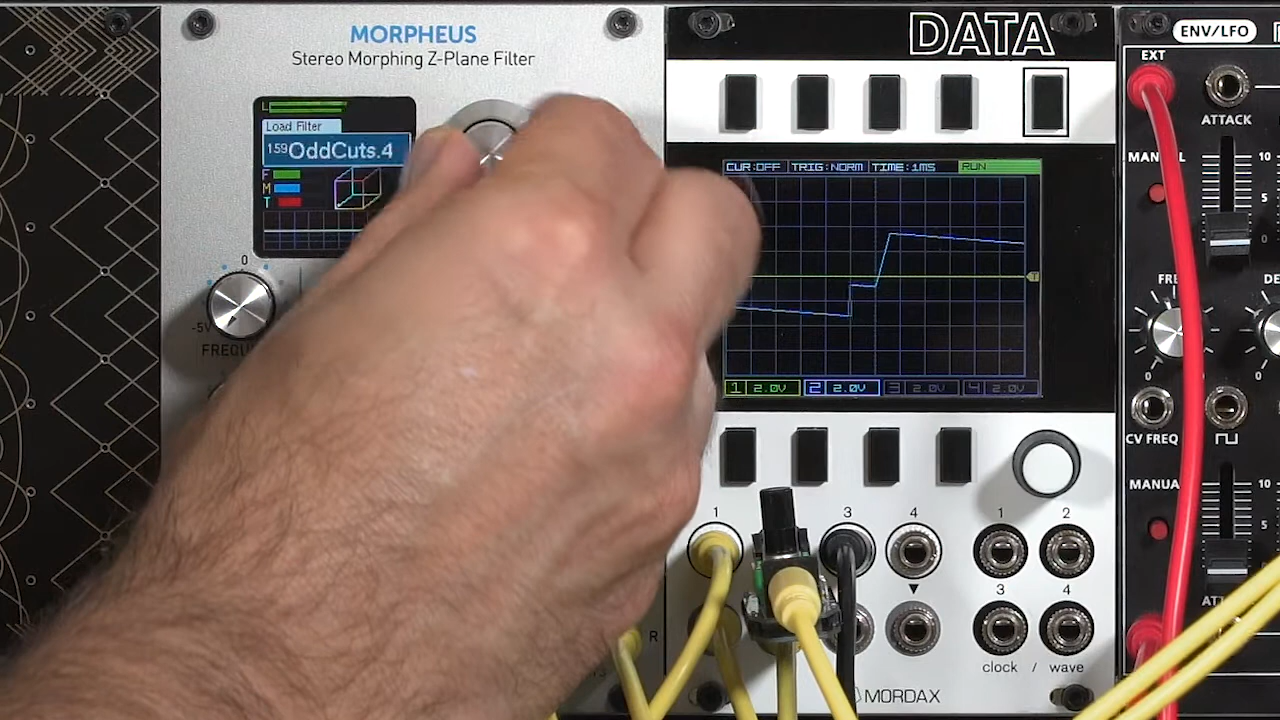 MORPHEUS
Stereo Morphing Z-Plane Filter
L
Load Filter
159 OddCuts.4
F
M
T
0
-5V
R
DATA
CUR:OFF TRIG:NORM TIME:1MS RUN
T
1 2.0V 2 2.0V 3 2.0V 4 2.0V
1 3 4 1 2
3 4
clock / wave
MORDAX
ENV/LFO
EXT
ATTACK
10
5
0
0
CV FREQ
10
5